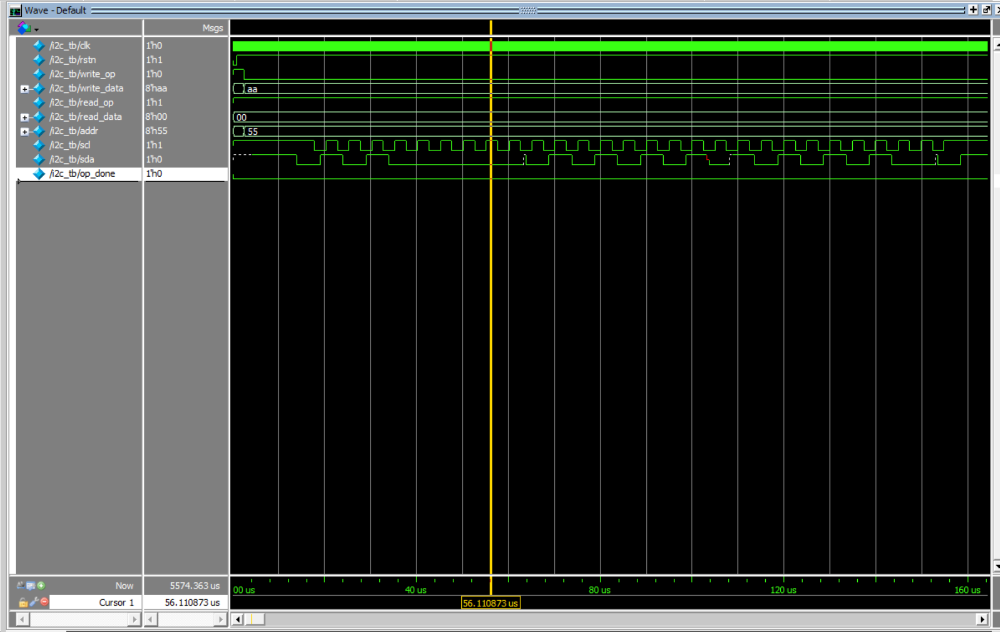 Wave - Default
Msgs
/i2c_tb/clk 1'h0
/i2c_tb/rstn 1'h1
/i2c_tb/write_op 1'h0
/i2c_tb/write_data 8'haa aa
/i2c_tb/read_op 1'h1
/i2c_tb/read_data 8'h00 00
/i2c_tb/addr 8'h55 55
/i2c_tb/scl 1'h1
/i2c_tb/sda 1'h0
/i2c_tb/op_done 1'h0
Now 5574.363 us 00 us 40 us 80 us 120 us 160 us
Cursor 1 56.110873 us 56.110873 us